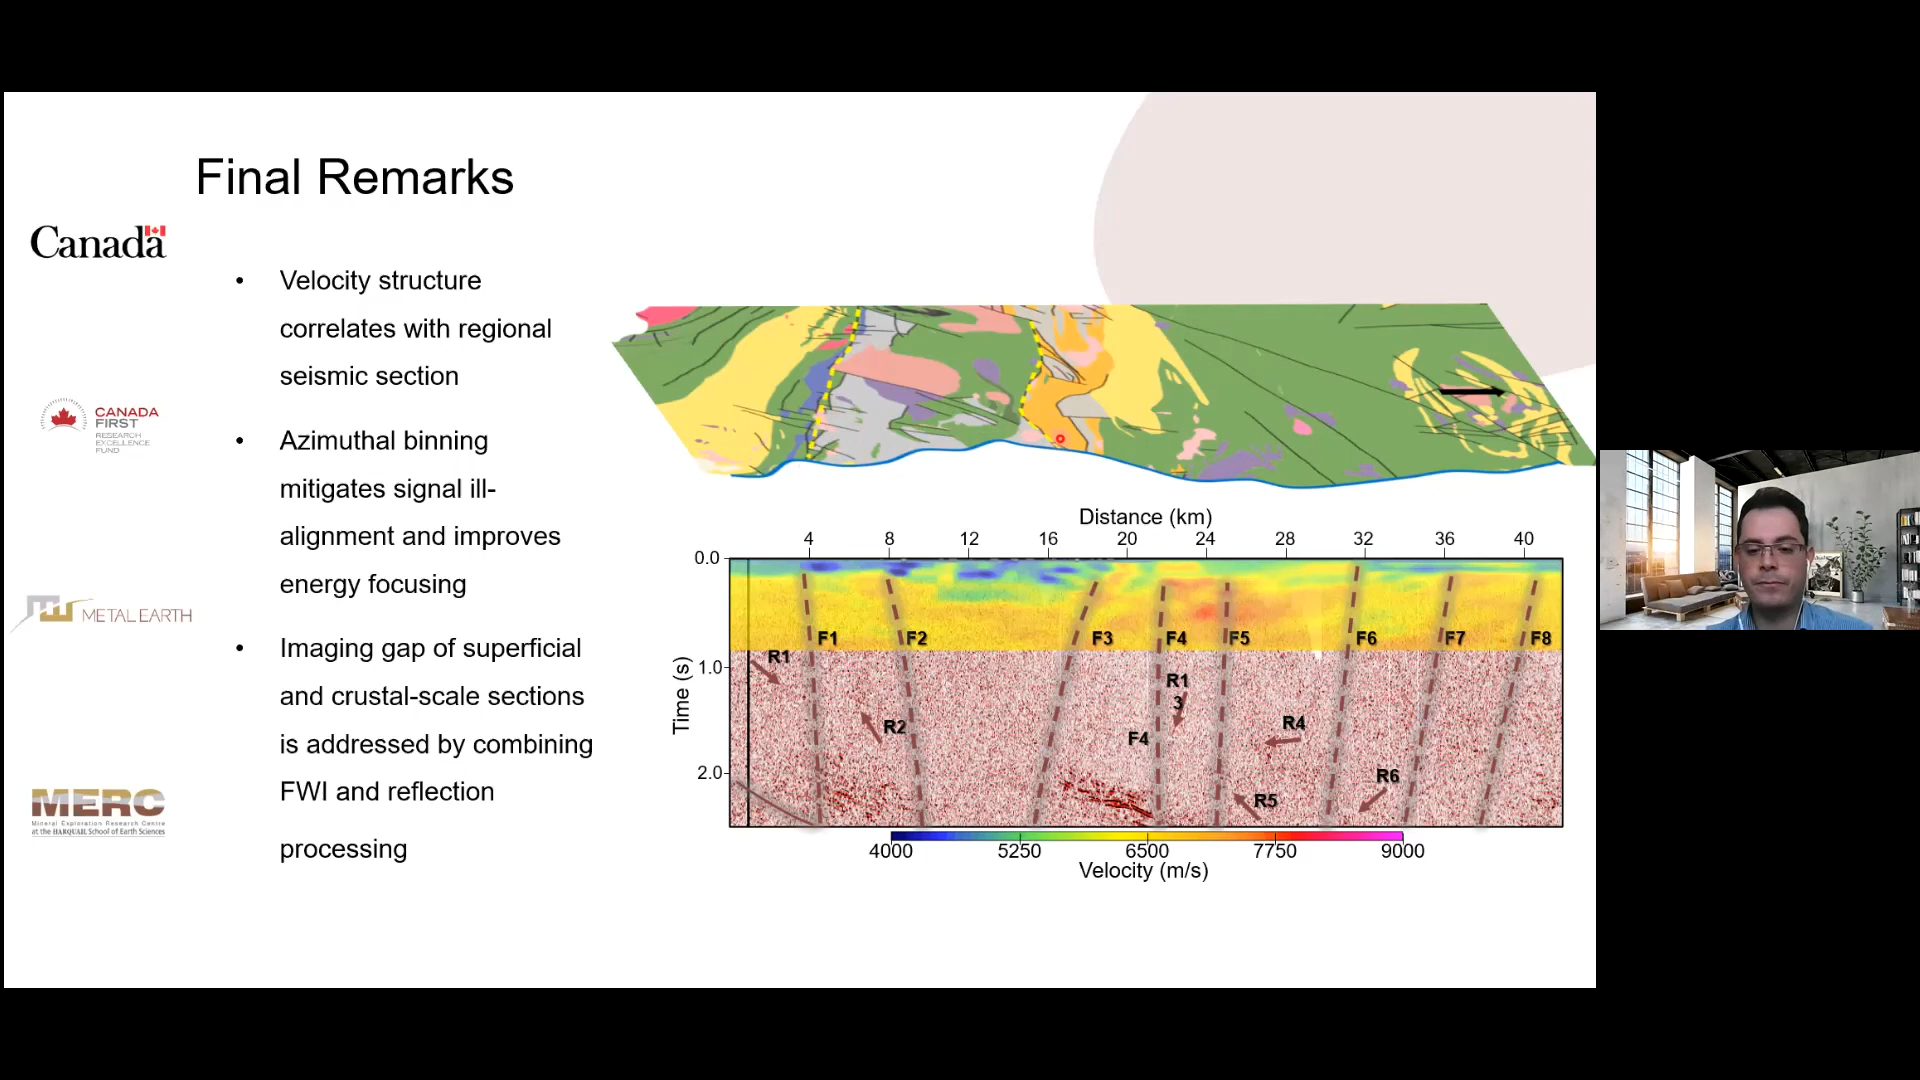 Final Remarks
Canada
CANADA
FIRST
RESEARCH
EXCELLENCE
FUND
METAL EARTH
MERC
Mineral Exploration Research Centre
at the HARQUAIL School of Earth Sciences
• Velocity structure
correlates with regional
seismic section
• Azimuthal binning
mitigates signal ill-
alignment and improves
energy focusing
• Imaging gap of superficial
and crustal-scale sections
is addressed by combining
FWI and reflection
processing
Distance (km)
4 8 12 16 20 24 28 32 36 40
0.0
1.0
2.0
Time (s)
F1 F2 F3 F4 F5 F6 F7 F8
R1
R1
3
R2
F4
R4
R6
R5
4000 5250 6500 7750 9000
Velocity (m/s)